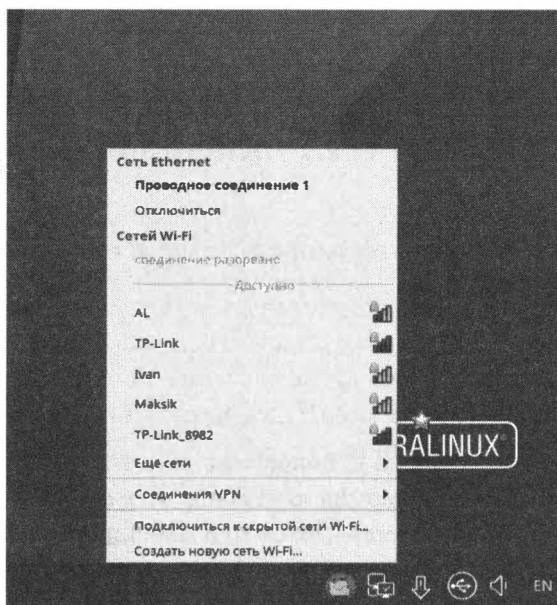 Сеть Ethernet
Проводное соединение 1
Отключиться
Сетей Wi-Fi
соединение разорвано
Доступно
AL
TP-Link
Ivan
Maksik
TP-Link_8982
Ещё сети
Соединения VPN
Подключиться к скрытой сети Wi-Fi...
Создать новую сеть Wi-Fi...
RALINUX
EN